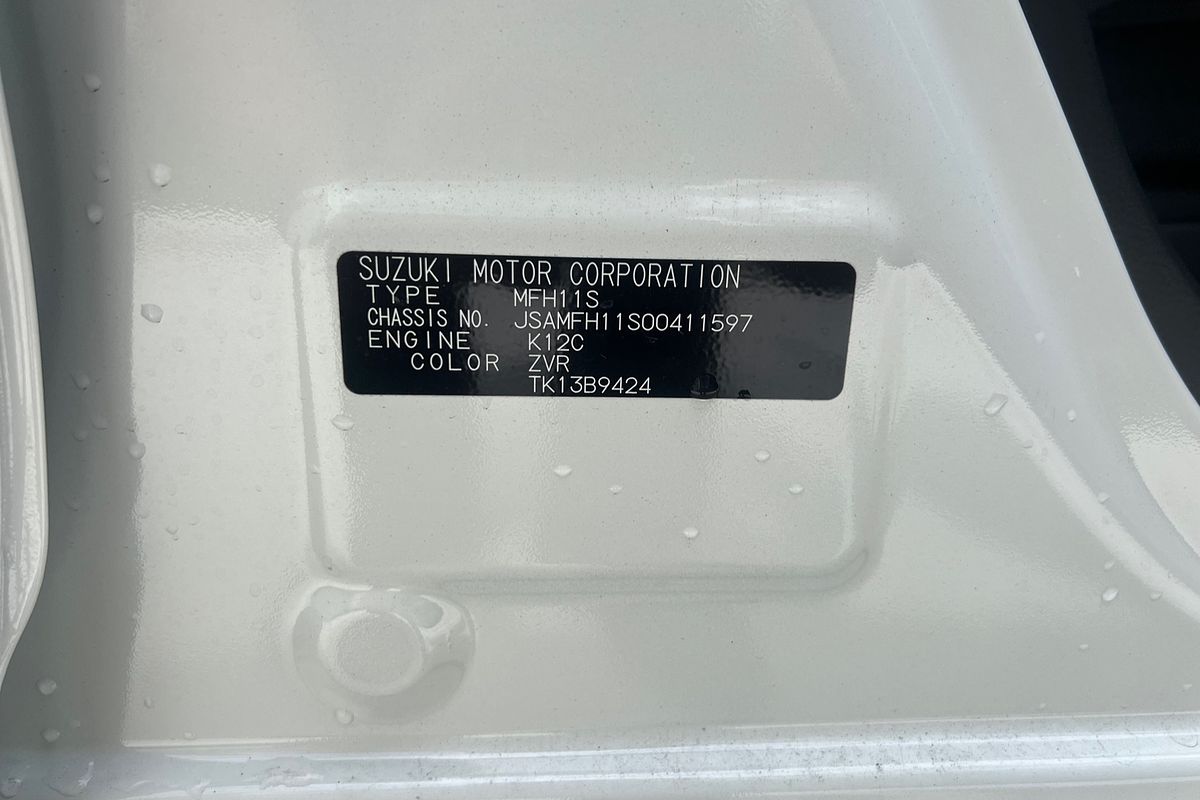 SUZUKI MOTOR CORPORATION
TYPE MFH11S
CHASSIS NO. JSAMFH11S00411597
ENGINE K12C
COLOR ZVR
TK13B9424